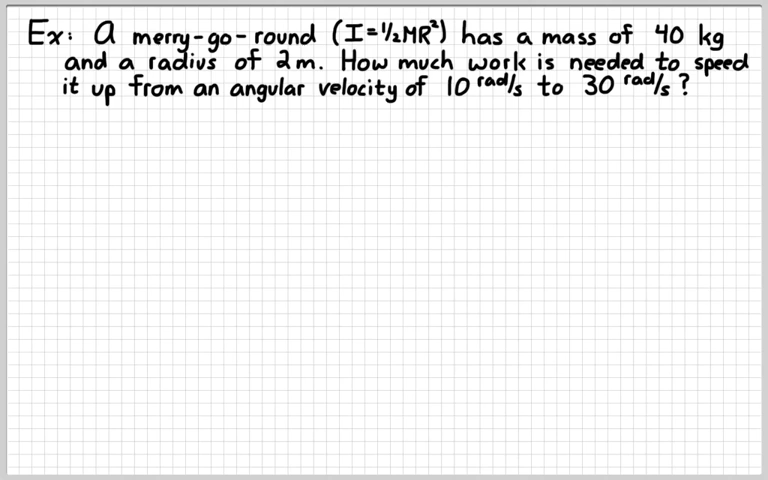 Ex: A merry-go-round (I=½MR²) has a mass of 40 kg
and a radius of 2m. How much work is needed to speed
it up from an angular velocity of 10 rad/s to 30 rad/s?